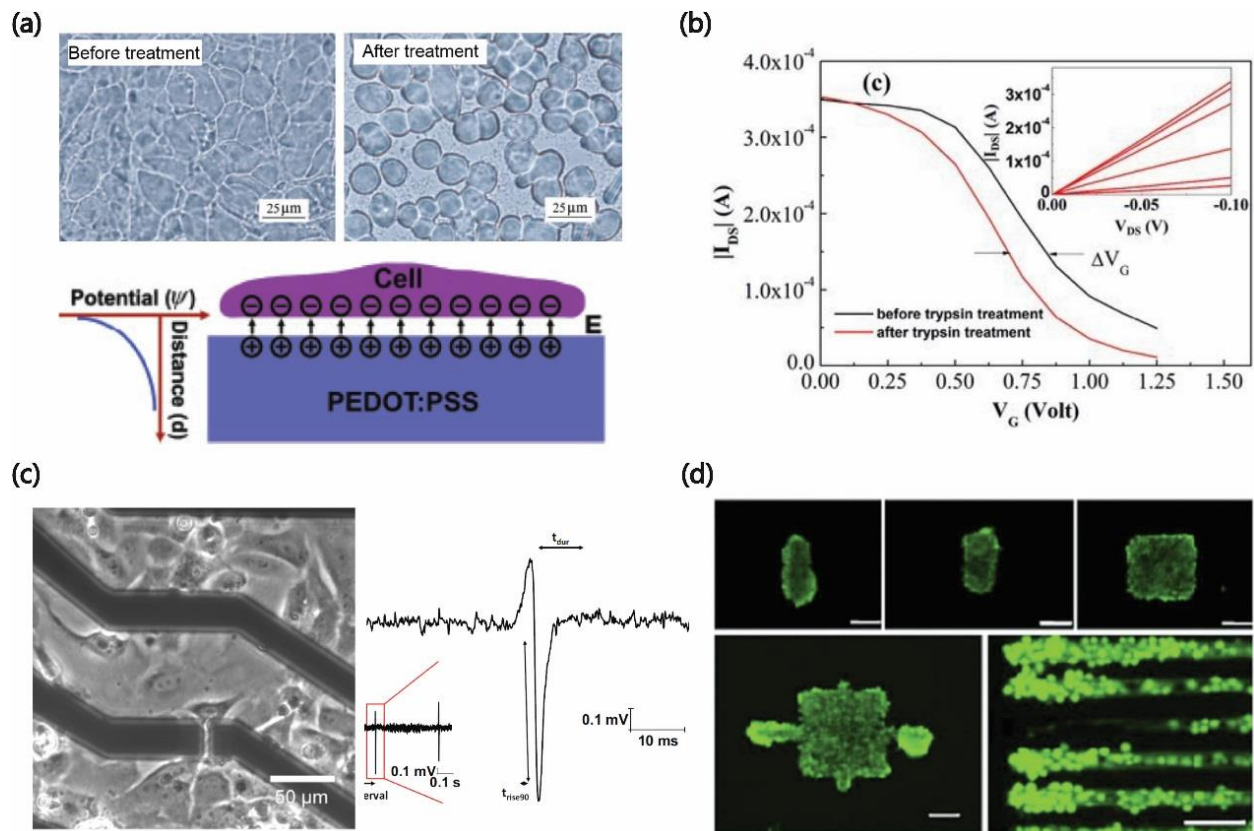 (a)
Before treatment
After treatment
25μm
25μm
Potential (ψ)
Distance (d)
Cell
E
PEDOT:PSS
(b)
(c)
|I_DS| (A)
4.0x10⁻⁴
3.0x10⁻⁴
2.0x10⁻⁴
1.0x10⁻⁴
0.0
0.00 0.25 0.50 0.75 1.00 1.25 1.50
V_G (Volt)
ΔV_G
before trypsin treatment
after trypsin treatment
|I_DS| (A)
3x10⁻⁴
2x10⁻⁴
1x10⁻⁴
0
0.00 -0.05 -0.10
V_DS (V)
(c)
50 μm
t_dur
0.1 mV
10 ms
0.1 mV
0.1 s
erval
t_rise90
(d)